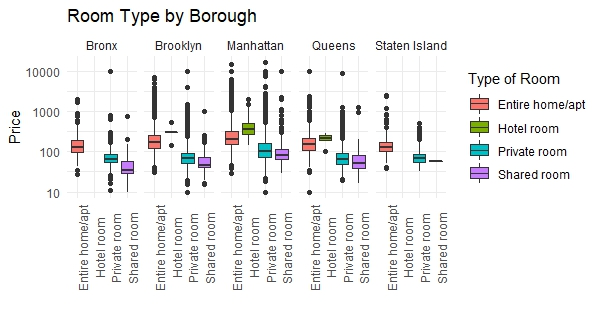 Room Type by Borough
Bronx
Brooklyn
Manhattan
Queens
Staten Island
Price
10000
1000
100
10
Entire home/apt
Hotel room
Private room
Shared room
Entire home/apt
Hotel room
Private room
Shared room
Entire home/apt
Hotel room
Private room
Shared room
Entire home/apt
Hotel room
Private room
Shared room
Entire home/apt
Hotel room
Private room
Shared room
Type of Room
Entire home/apt
Hotel room
Private room
Shared room